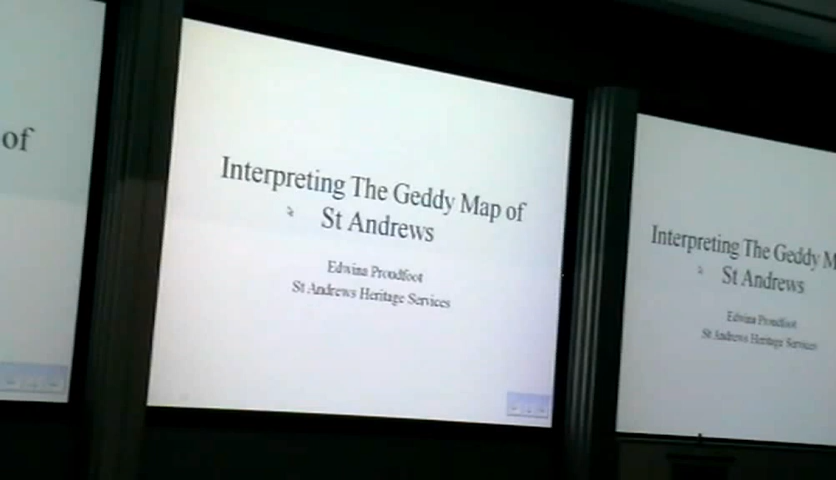 of
Interpreting The Geddy Map of
St Andrews
Edwina Proudfoot
St Andrews Heritage Services
Interpreting The Geddy M
St Andrews
Edwina Proudfoot
St Andrews Heritage Services